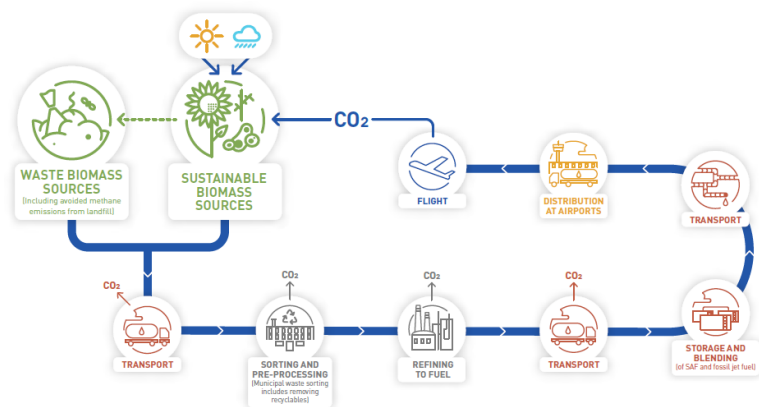 CO₂
WASTE BIOMASS
SOURCES
(Including avoided methane
emissions from landfill)
SUSTAINABLE
BIOMASS
SOURCES
FLIGHT
DISTRIBUTION
AT AIRPORTS
TRANSPORT
CO₂
TRANSPORT
CO₂
SORTING AND
PRE-PROCESSING
(Municipal waste sorting
includes removing
recyclables)
CO₂
REFINING
TO FUEL
CO₂
TRANSPORT
STORAGE AND
BLENDING
(of SAF and fossil jet fuel)